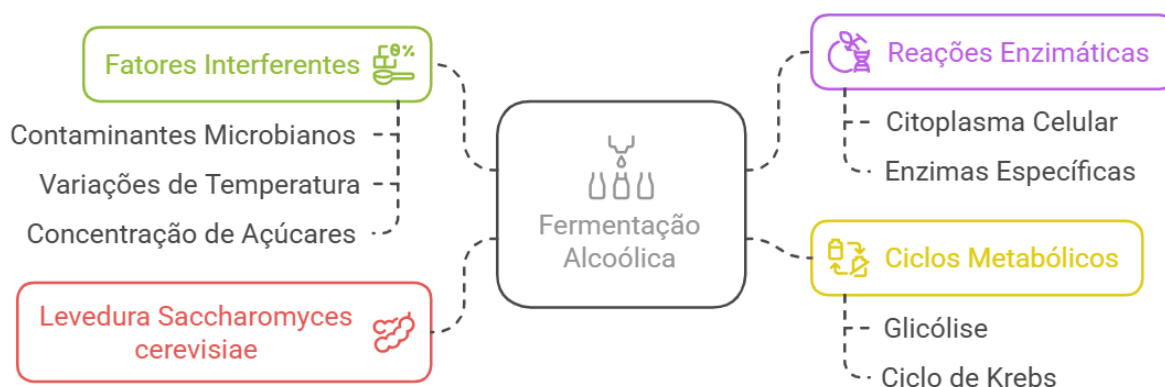 Fatores Interferentes
0%
Contaminantes Microbianos
Variações de Temperatura
Concentração de Açúcares
Levedura Saccharomyces
cerevisiae
Fermentação
Alcoólica
Reações Enzimáticas
Citoplasma Celular
Enzimas Específicas
Ciclos Metabólicos
Glicólise
Ciclo de Krebs